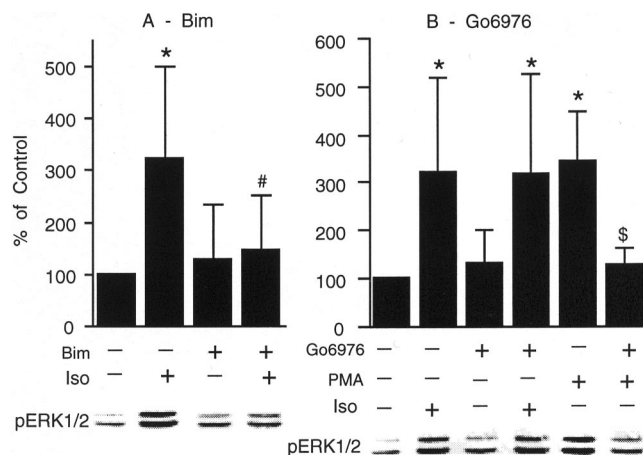 A - Bim
*
500
400
300
200
100
0
% of Control
#
Bim − − + +
Iso − + − +
pERK1/2
B - Go6976
600
500
400
300
200
100
0
* * *
$
Go6976 − − + + − +
PMA − − − − + +
Iso − + − + − −
pERK1/2